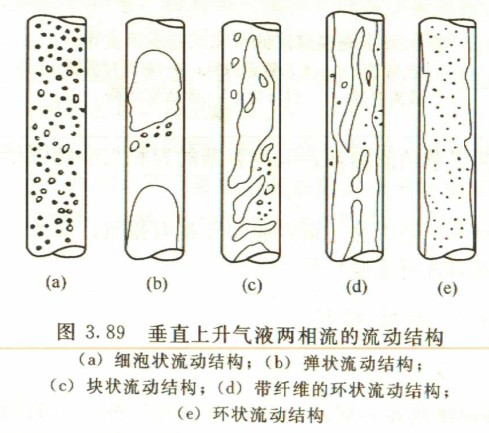 (a) (b) (c) (d) (e)
图 3.89 垂直上升气液两相流的流动结构
(a) 细泡状流动结构；(b) 弹状流动结构；
(c) 块状流动结构；(d) 带纤维的环状流动结构；
(e) 环状流动结构